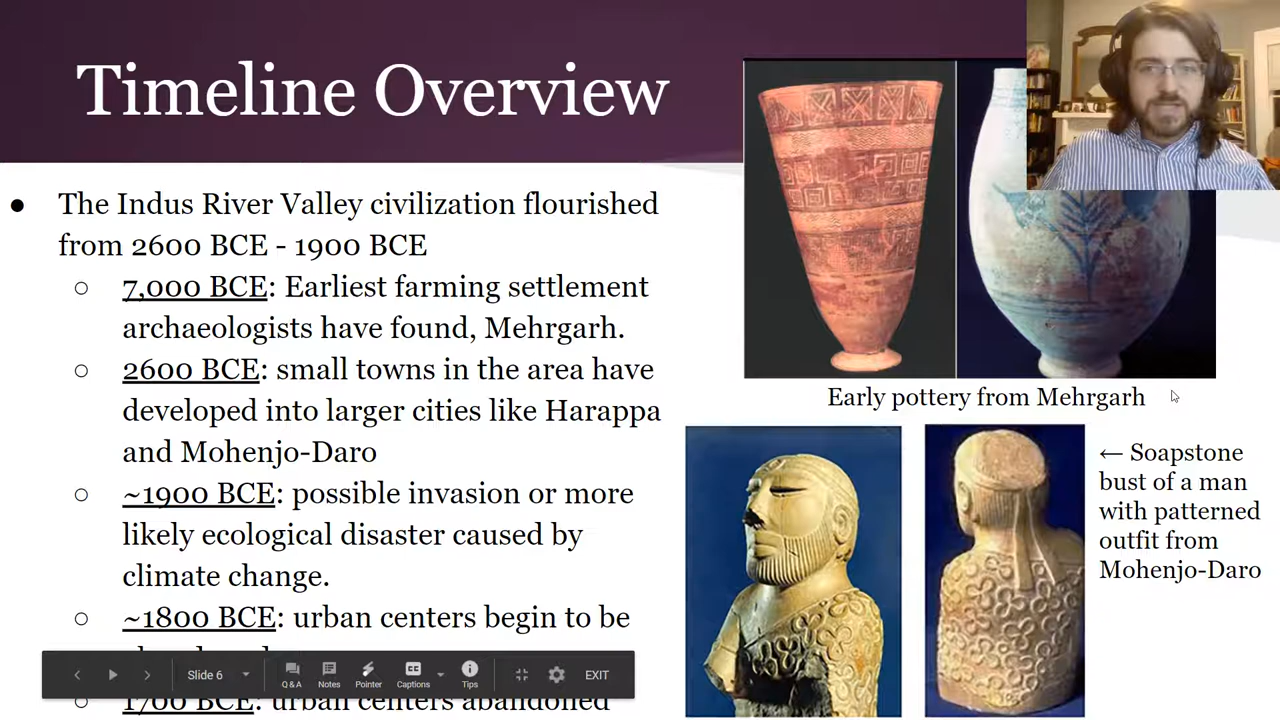 Timeline Overview
● The Indus River Valley civilization flourished
from 2600 BCE - 1900 BCE
○ 7,000 BCE: Earliest farming settlement
archaeologists have found, Mehrgarh.
○ 2600 BCE: small towns in the area have
developed into larger cities like Harappa
and Mohenjo-Daro
○ ~1900 BCE: possible invasion or more
likely ecological disaster caused by
climate change.
○ ~1800 BCE: urban centers begin to be
○ 1700 BCE: urban centers abandoned
Early pottery from Mehrgarh
← Soapstone
bust of a man
with patterned
outfit from
Mohenjo-Daro
Slide 6
Q & A
Notes
Pointer
CC
Captions
Tips
EXIT